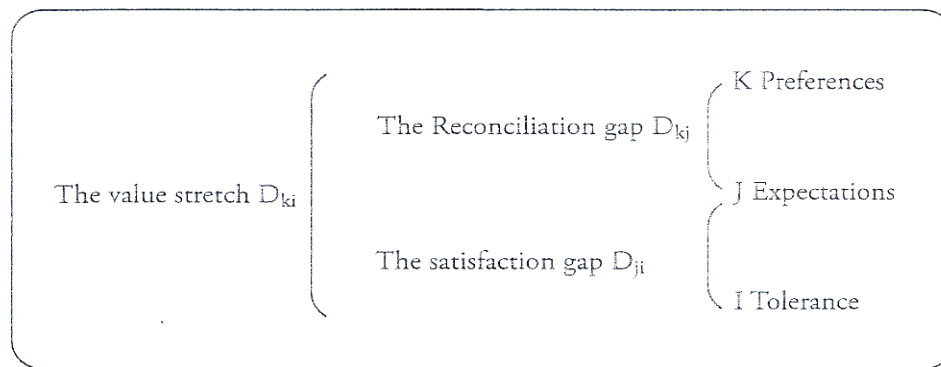 K Preferences
The Reconciliation gap Dkj
The value stretch Dki
J Expectations
The satisfaction gap Dji
I Tolerance